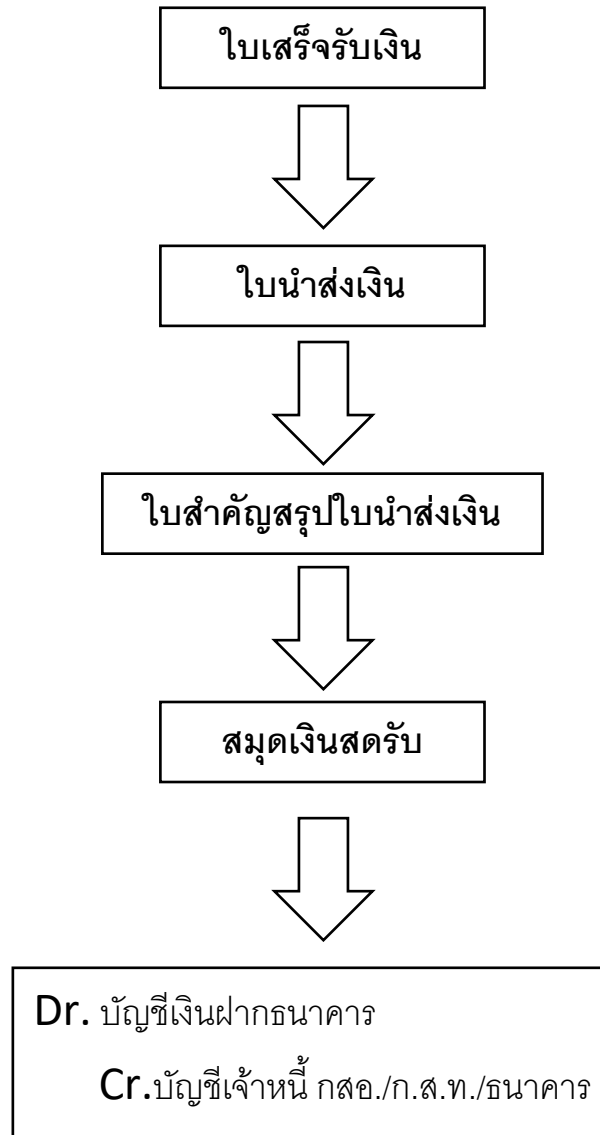 ใบเสร็จรับเงิน
ใบนำส่งเงิน
ใบสำคัญสรุปใบนำส่งเงิน
สมุดเงินสดรับ
Dr. บัญชีเงินฝากธนาคาร
Cr.บัญชีเจ้าหนี้ กสอ./ก.ส.ท./ธนาคาร